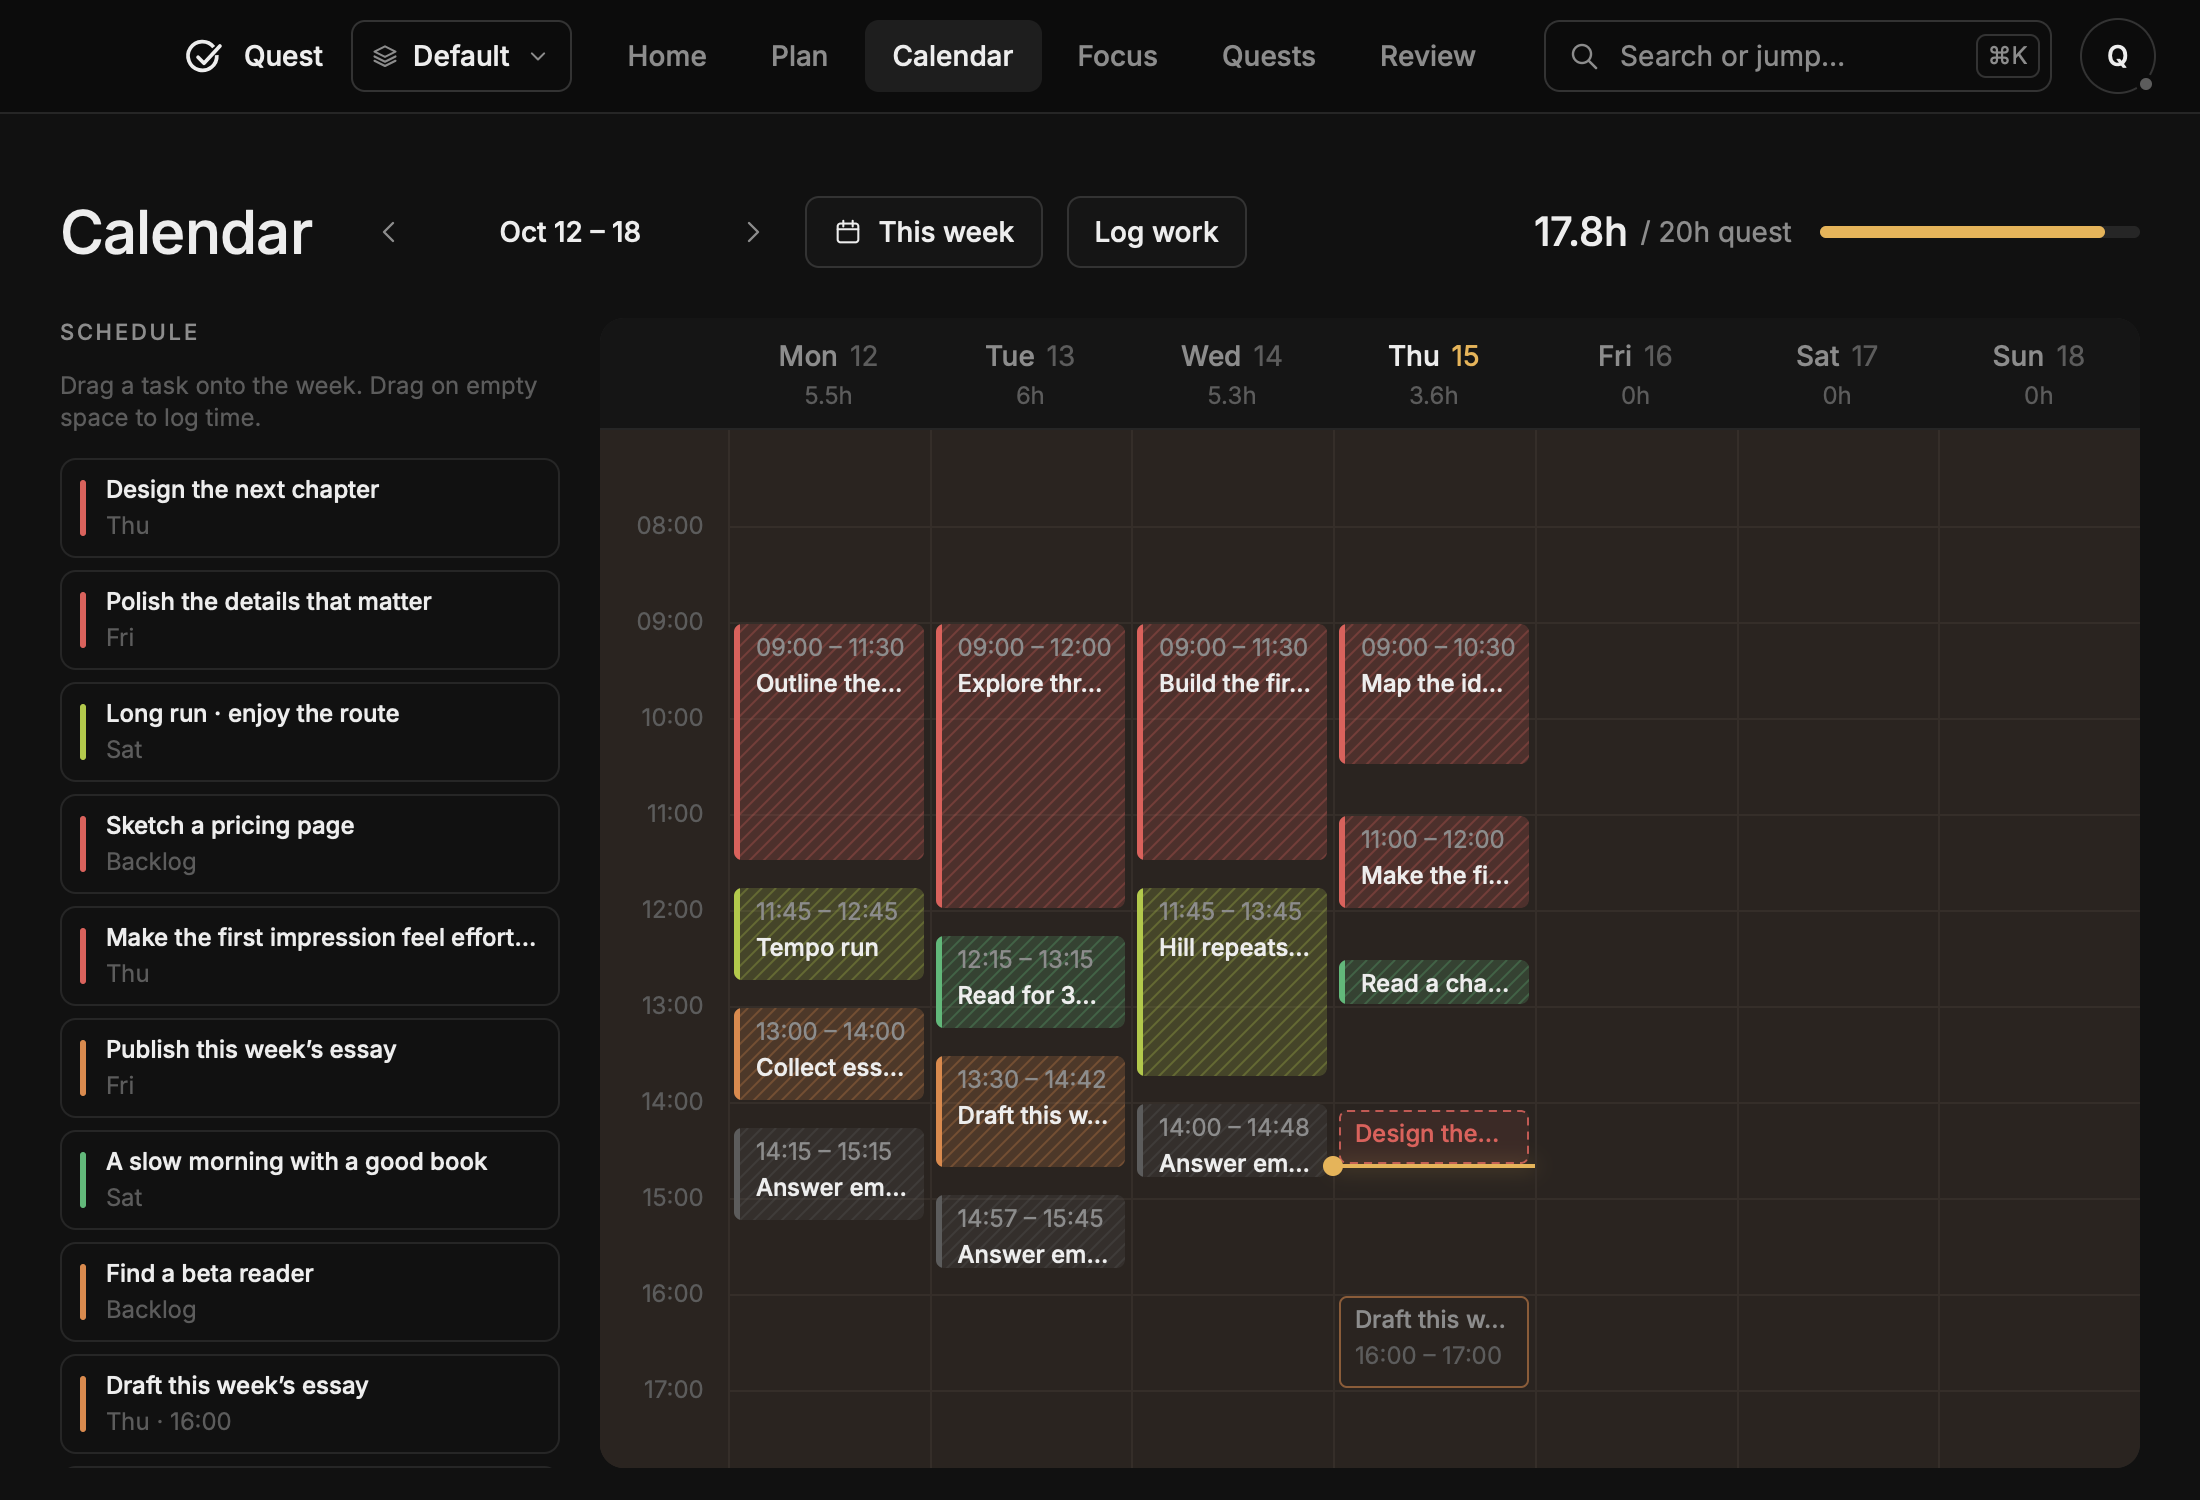 Quest
Default
Home
Plan
Calendar
Focus
Quests
Review
Search or jump...
⌘K
Q
Calendar
Oct 12 – 18
This week
Log work
17.8h / 20h quest
SCHEDULE
Drag a task onto the week. Drag on empty
space to log time.
Design the next chapter
Thu
Polish the details that matter
Fri
Long run · enjoy the route
Sat
Sketch a pricing page
Backlog
Make the first impression feel effort...
Thu
Publish this week’s essay
Fri
A slow morning with a good book
Sat
Find a beta reader
Backlog
Draft this week’s essay
Thu · 16:00
Mon 12
5.5h
Tue 13
6h
Wed 14
5.3h
Thu 15
3.6h
Fri 16
0h
Sat 17
0h
Sun 18
0h
08:00
09:00
10:00
11:00
12:00
13:00
14:00
15:00
16:00
17:00
09:00 – 11:30
Outline the...
11:45 – 12:45
Tempo run
13:00 – 14:00
Collect ess...
14:15 – 15:15
Answer em...
09:00 – 12:00
Explore thr...
12:15 – 13:15
Read for 3...
13:30 – 14:42
Draft this w...
14:57 – 15:45
Answer em...
09:00 – 11:30
Build the fir...
11:45 – 13:45
Hill repeats...
14:00 – 14:48
Answer em...
09:00 – 10:30
Map the id...
11:00 – 12:00
Make the fi...
Read a cha...
Design the...
Draft this w...
16:00 – 17:00